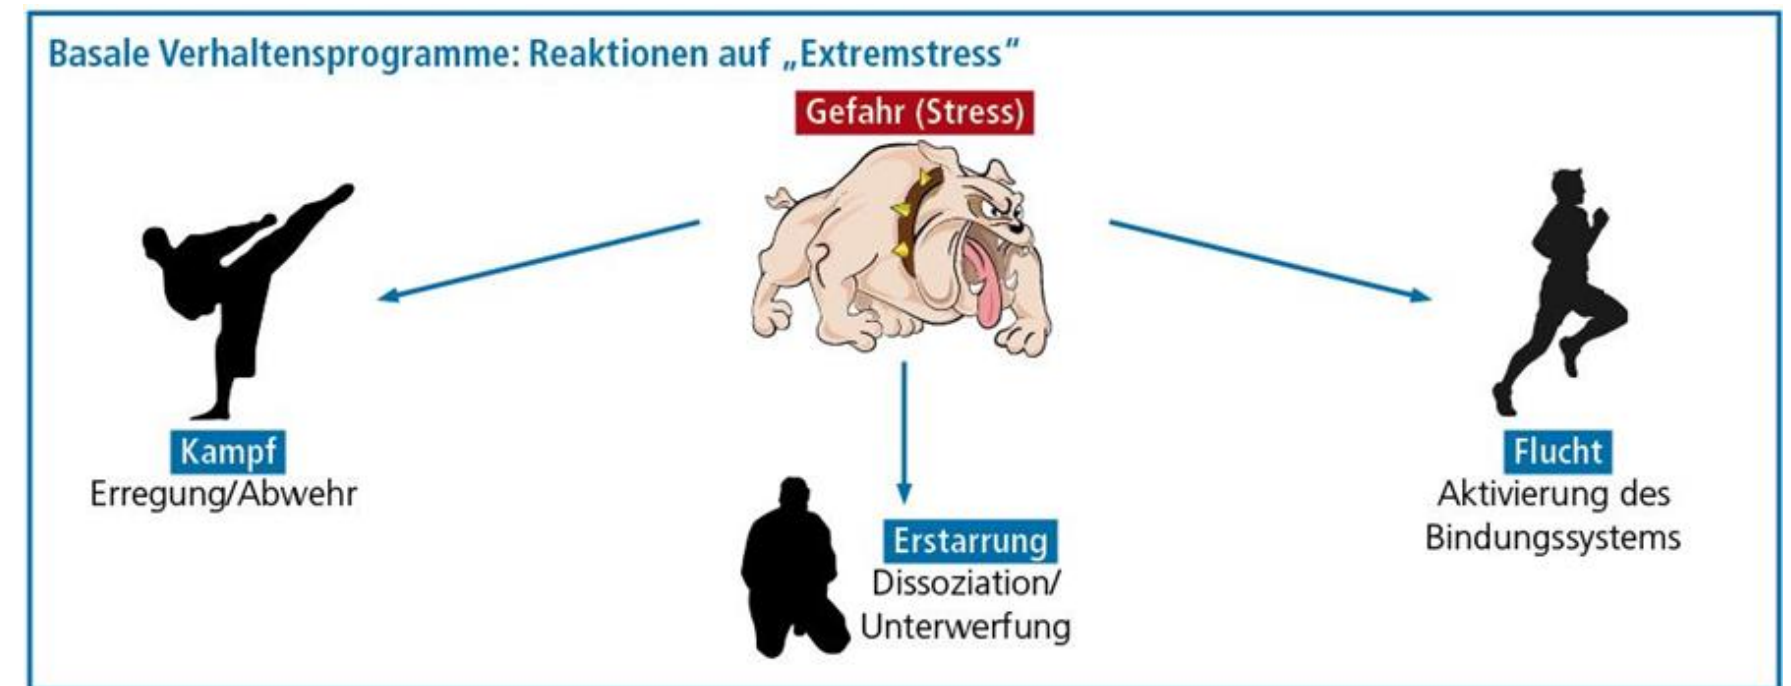 Basale Verhaltensprogramme: Reaktionen auf „Extremstress“
Gefahr (Stress)
Kampf
Erregung/Abwehr
Erstarrung
Dissoziation/
Unterwerfung
Flucht
Aktivierung des
Bindungssystems